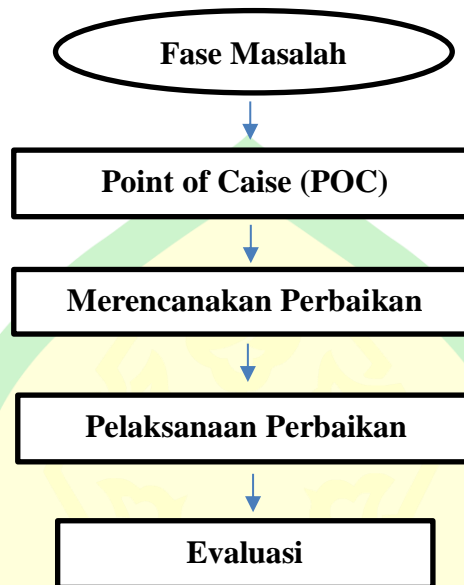 Fase Masalah
Point of Caise (POC)
Merencanakan Perbaikan
Pelaksanaan Perbaikan
Evaluasi